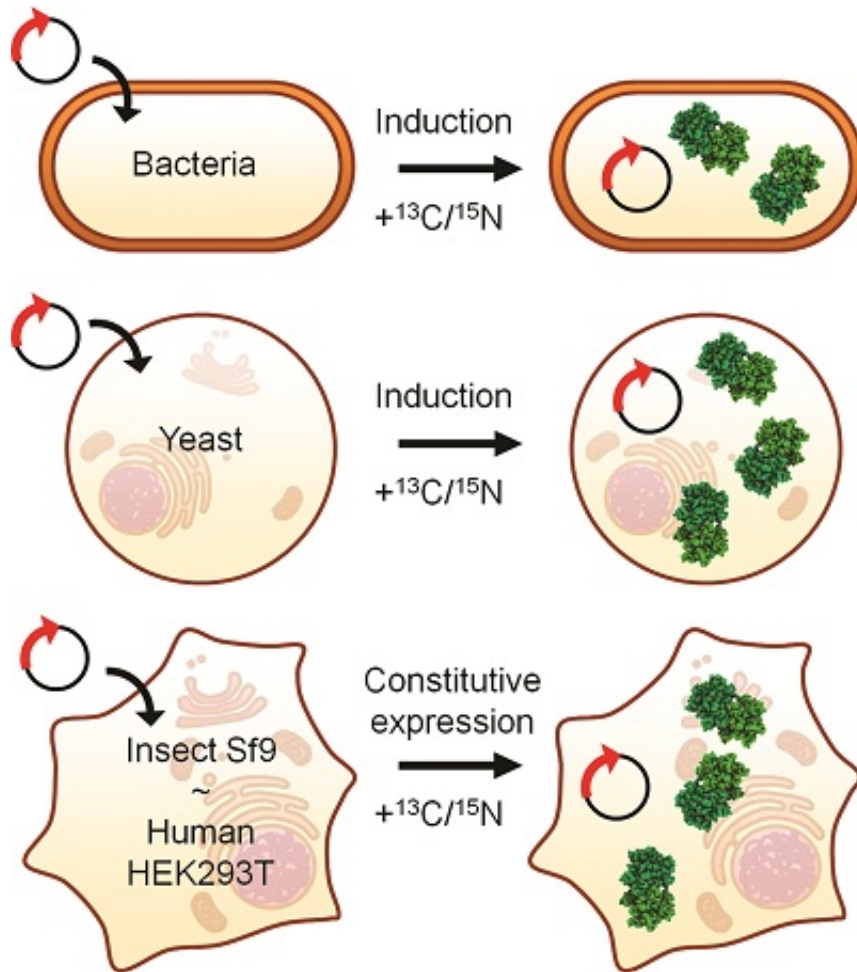 Bacteria
Induction
+¹³C/¹⁵N
Yeast
Induction
+¹³C/¹⁵N
Insect Sf9
~
Human
HEK293T
Constitutive
expression
+¹³C/¹⁵N